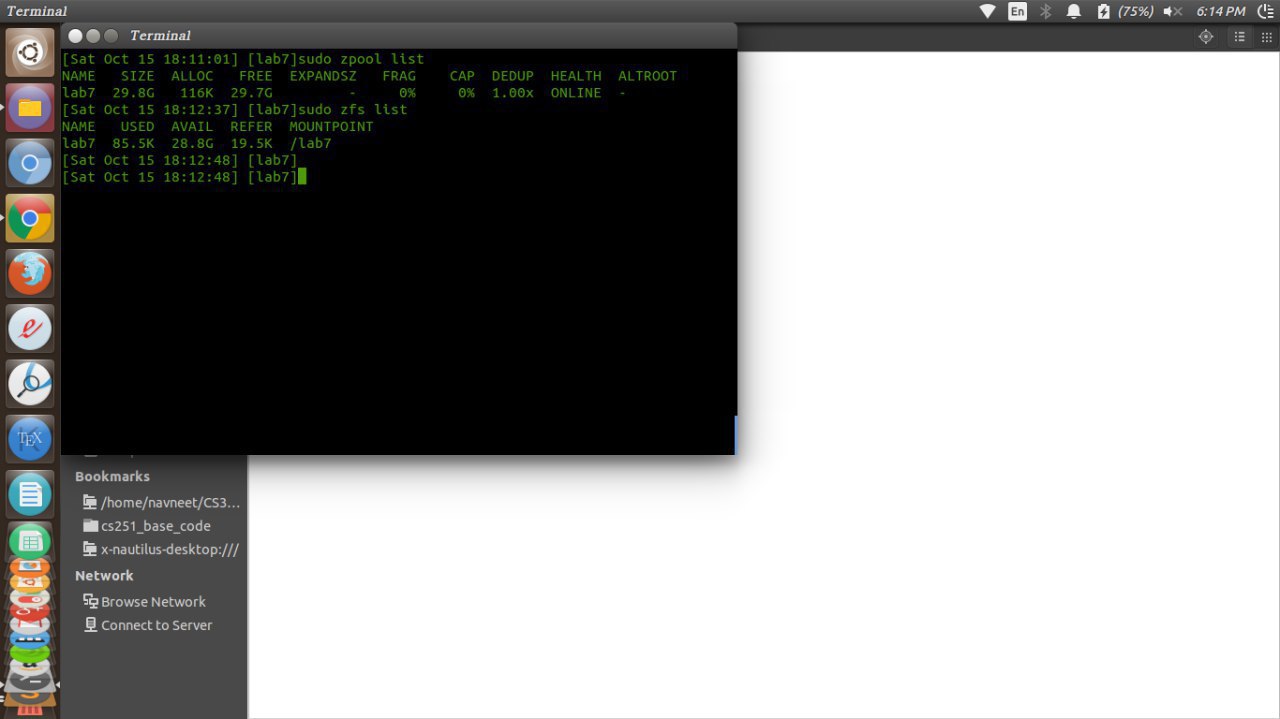 Terminal
En
(75%)
6:14 PM
Terminal
[Sat Oct 15 18:11:01] [lab7]sudo zpool list
NAME   SIZE  ALLOC   FREE  EXPANDSZ   FRAG    CAP  DEDUP  HEALTH  ALTROOT
lab7  29.8G   116K  29.7G         -     0%     0%  1.00x  ONLINE  -
[Sat Oct 15 18:12:37] [lab7]sudo zfs list
NAME   USED  AVAIL  REFER  MOUNTPOINT
lab7  85.5K  28.8G  19.5K  /lab7
[Sat Oct 15 18:12:48] [lab7]
[Sat Oct 15 18:12:48] [lab7]
TEX
Bookmarks
/home/navneet/CS3...
cs251_base_code
x-nautilus-desktop:///
Network
Browse Network
Connect to Server